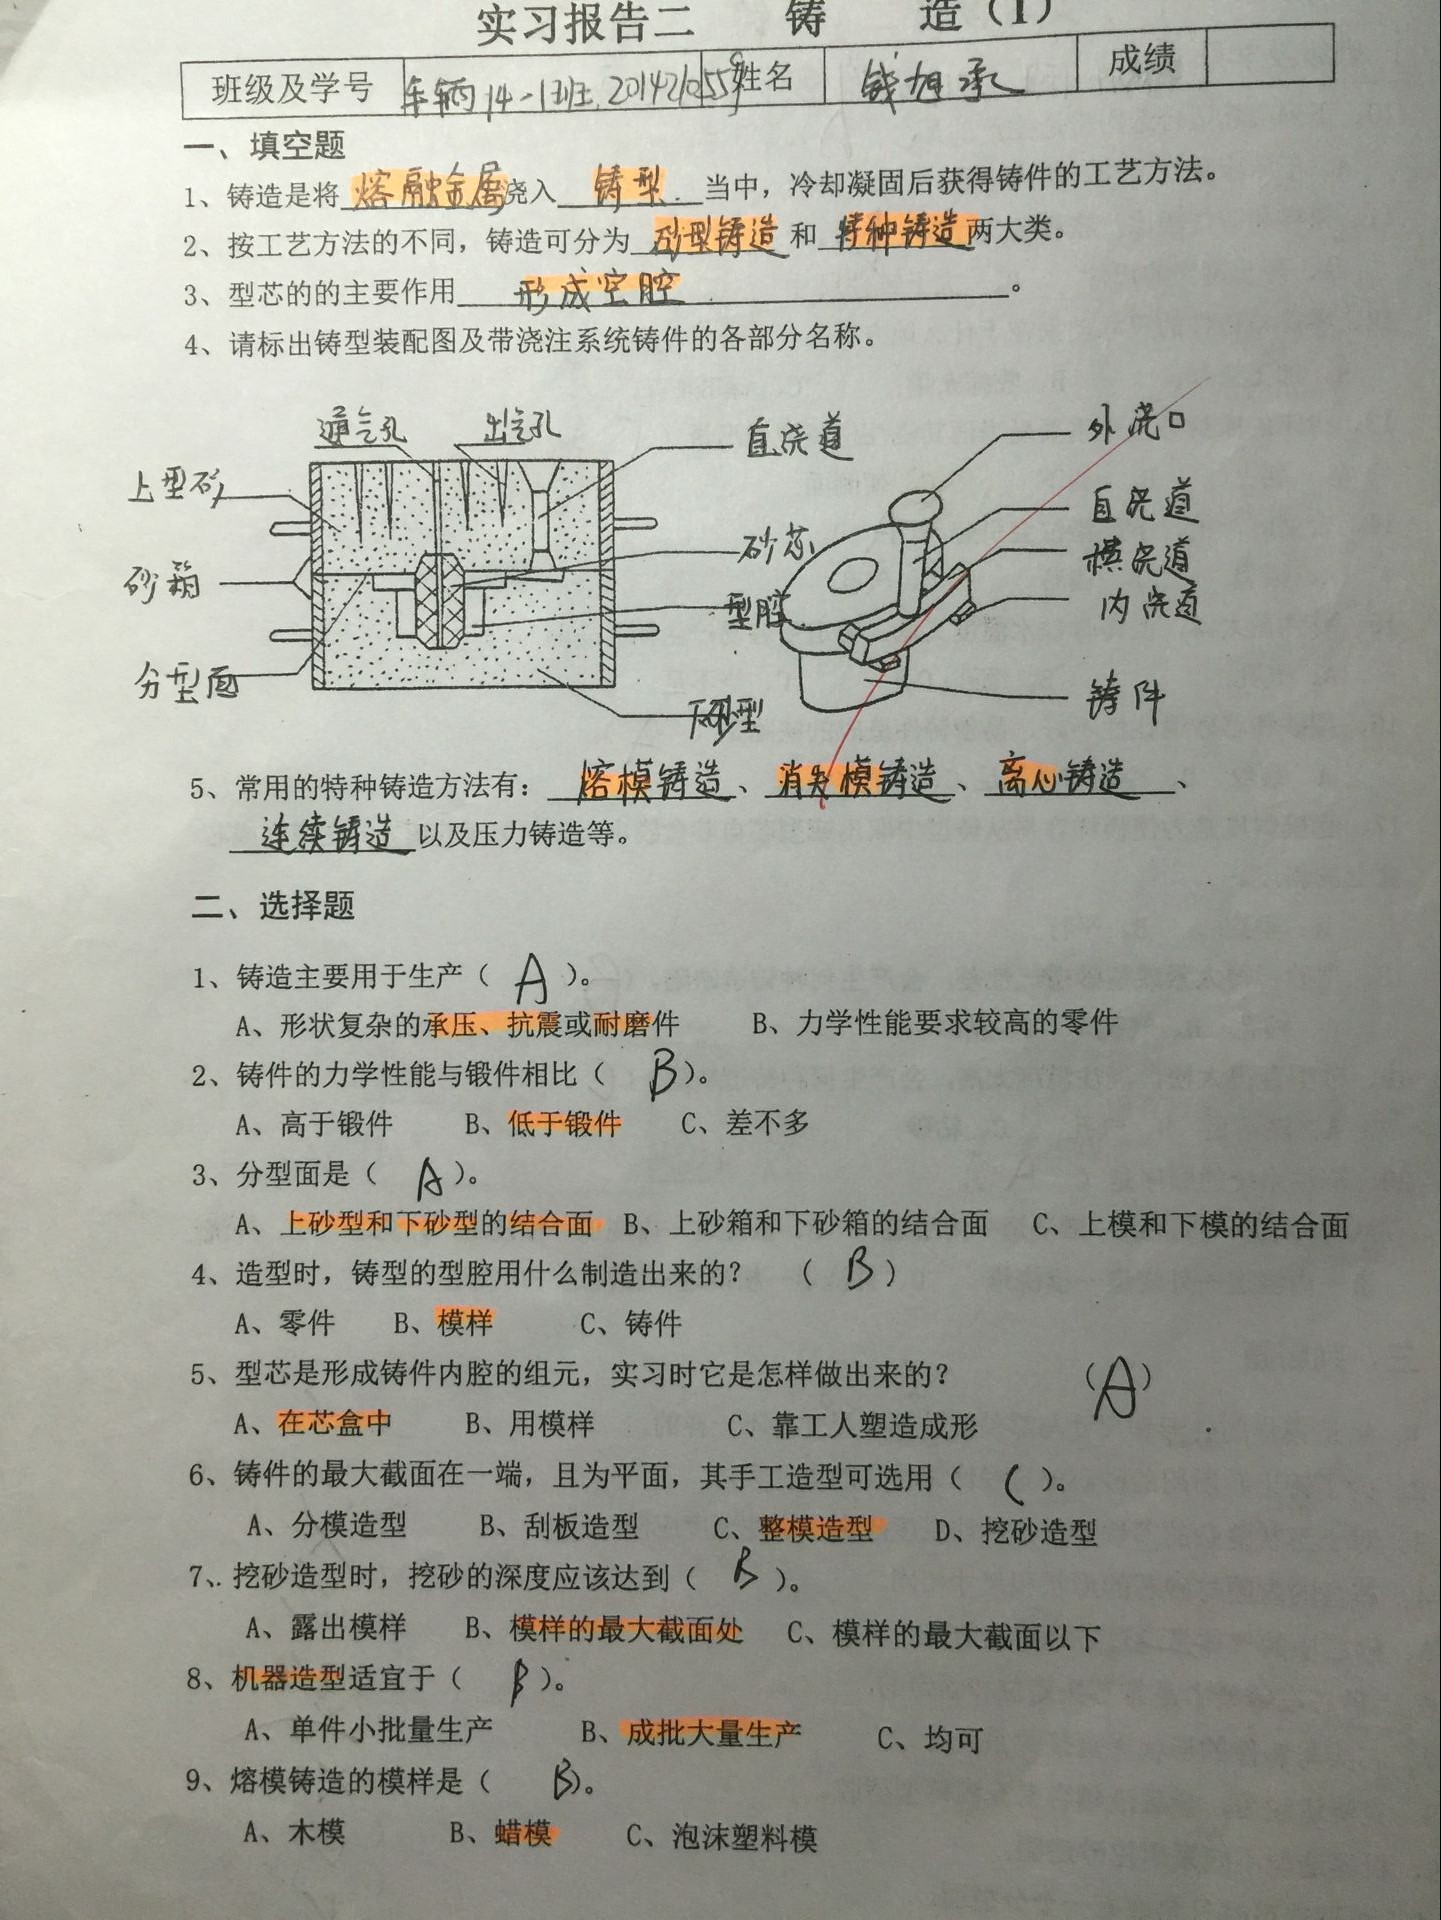 实习报告二 铸 造（I）
班级及学号 车辆14-1班 2014210559 姓名 钱旭承 成绩
一、填空题
1、铸造是将熔融金属浇入铸型当中，冷却凝固后获得铸件的工艺方法。
2、按工艺方法的不同，铸造可分为砂型铸造和特种铸造两大类。
3、型芯的的主要作用形成空腔。
4、请标出铸型装配图及带浇注系统铸件的各部分名称。
通气孔 出气孔 直浇道 外浇口
上型砂 直浇道
砂芯 横浇道
砂箱 型腔 内浇道
分型面 下砂型 铸件
5、常用的特种铸造方法有：熔模铸造、消失模铸造、离心铸造、
连续铸造以及压力铸造等。
二、选择题
1、铸造主要用于生产（ A ）。
A、形状复杂的承压、抗震或耐磨件 B、力学性能要求较高的零件
2、铸件的力学性能与锻件相比（ B ）。
A、高于锻件 B、低于锻件 C、差不多
3、分型面是（ A ）。
A、上砂型和下砂型的结合面 B、上砂箱和下砂箱的结合面 C、上模和下模的结合面
4、造型时，铸型的型腔用什么制造出来的？ （ B ）
A、零件 B、模样 C、铸件
5、型芯是形成铸件内腔的组元，实习时它是怎样做出来的？ （A）
A、在芯盒中 B、用模样 C、靠工人塑造成形
6、铸件的最大截面在一端，且为平面，其手工造型可选用（ C ）。
A、分模造型 B、刮板造型 C、整模造型 D、挖砂造型
7、挖砂造型时，挖砂的深度应该达到（ B ）。
A、露出模样 B、模样的最大截面处 C、模样的最大截面以下
8、机器造型适宜于（ B ）。
A、单件小批量生产 B、成批大量生产 C、均可
9、熔模铸造的模样是（ B ）。
A、木模 B、蜡模 C、泡沫塑料模